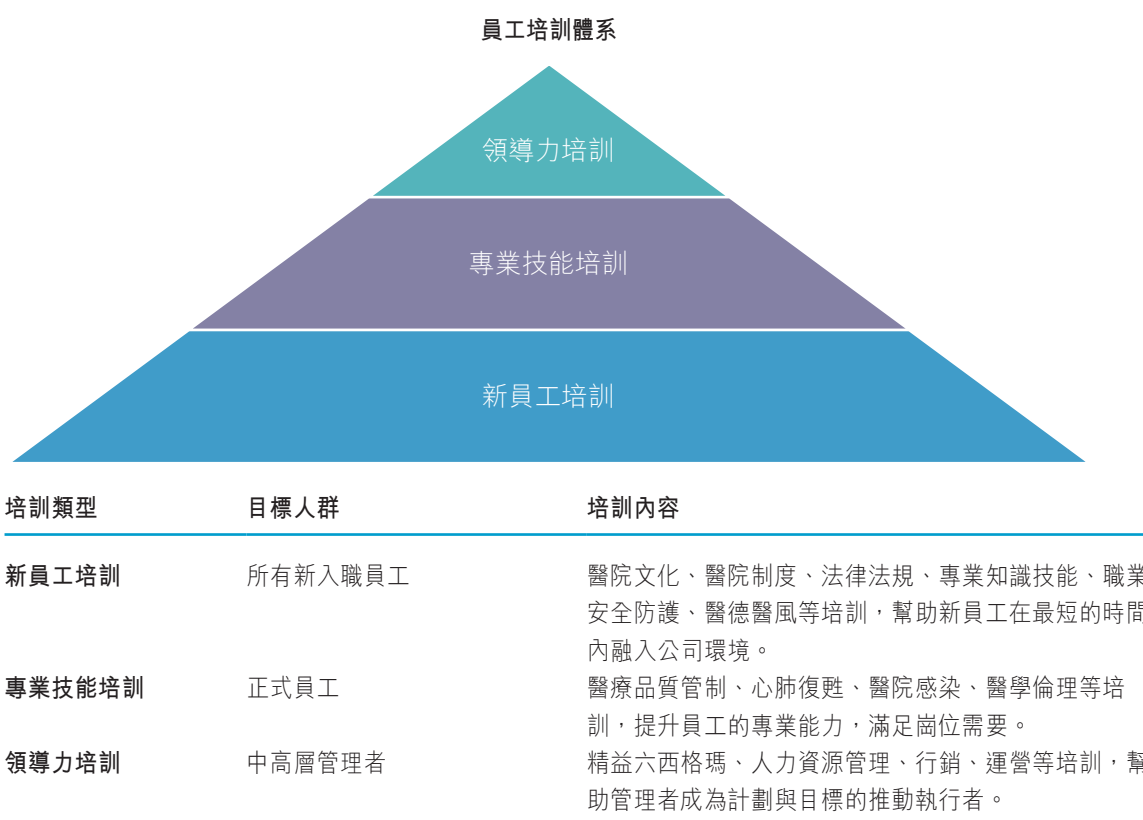 員工培訓體系
領導力培訓
專業技能培訓
新員工培訓
培訓類型 目標人群 培訓內容
新員工培訓 所有新入職員工 醫院文化、醫院制度、法律法規、專業知識技能、職業
安全防護、醫德醫風等培訓，幫助新員工在最短的時間
內融入公司環境。
專業技能培訓 正式員工 醫療品質管制、心肺復甦、醫院感染、醫學倫理等培
訓，提升員工的專業能力，滿足崗位需要。
領導力培訓 中高層管理者 精益六西格瑪、人力資源管理、行銷、運營等培訓，幫
助管理者成為計劃與目標的推動執行者。